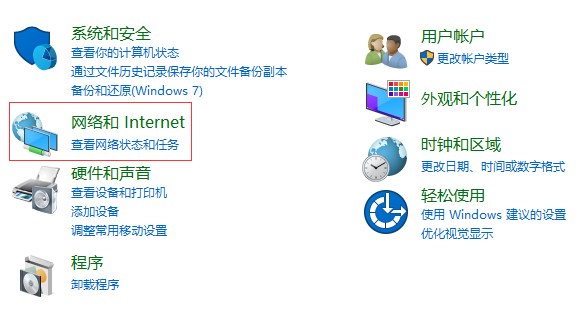 系统和安全
查看你的计算机状态
通过文件历史记录保存你的文件备份副本
备份和还原(Windows 7)
网络和 Internet
查看网络状态和任务
硬件和声音
查看设备和打印机
添加设备
调整常用移动设置
程序
卸载程序
用户帐户
更改帐户类型
外观和个性化
时钟和区域
更改日期、时间或数字格式
轻松使用
使用 Windows 建议的设置
优化视觉显示